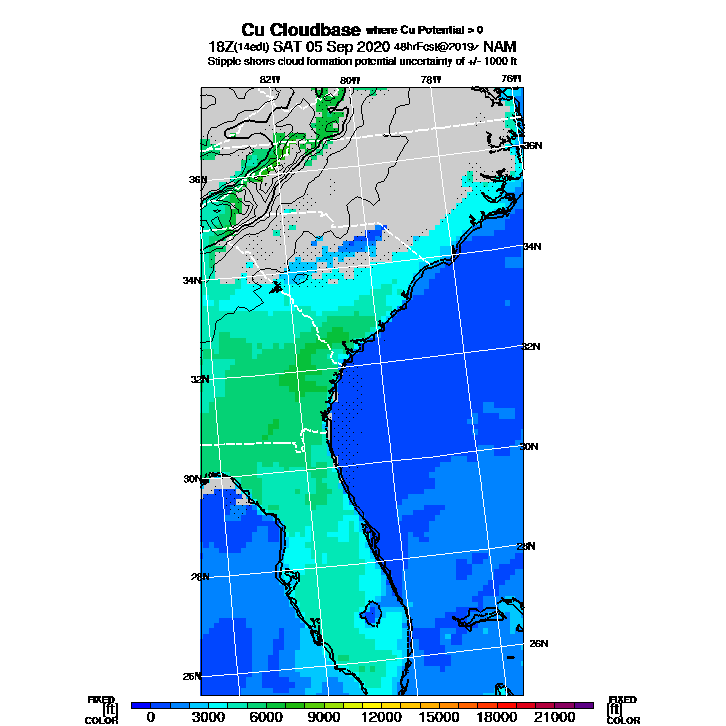 Cu Cloudbase where Cu Potential > 0
18Z(14edt) SAT 05 Sep 2020 48hrFcst@2019z NAM
Stipple shows cloud formation potential uncertainty of +/- 1000 ft
82W 80W 78W 76W
36N
36N
34N
34N
32N
32N
30N
30N
28N
28N
26N
26N
FIXED FIXED
[ft] [ft]
COLOR COLOR
0 3000 6000 9000 12000 15000 18000 21000